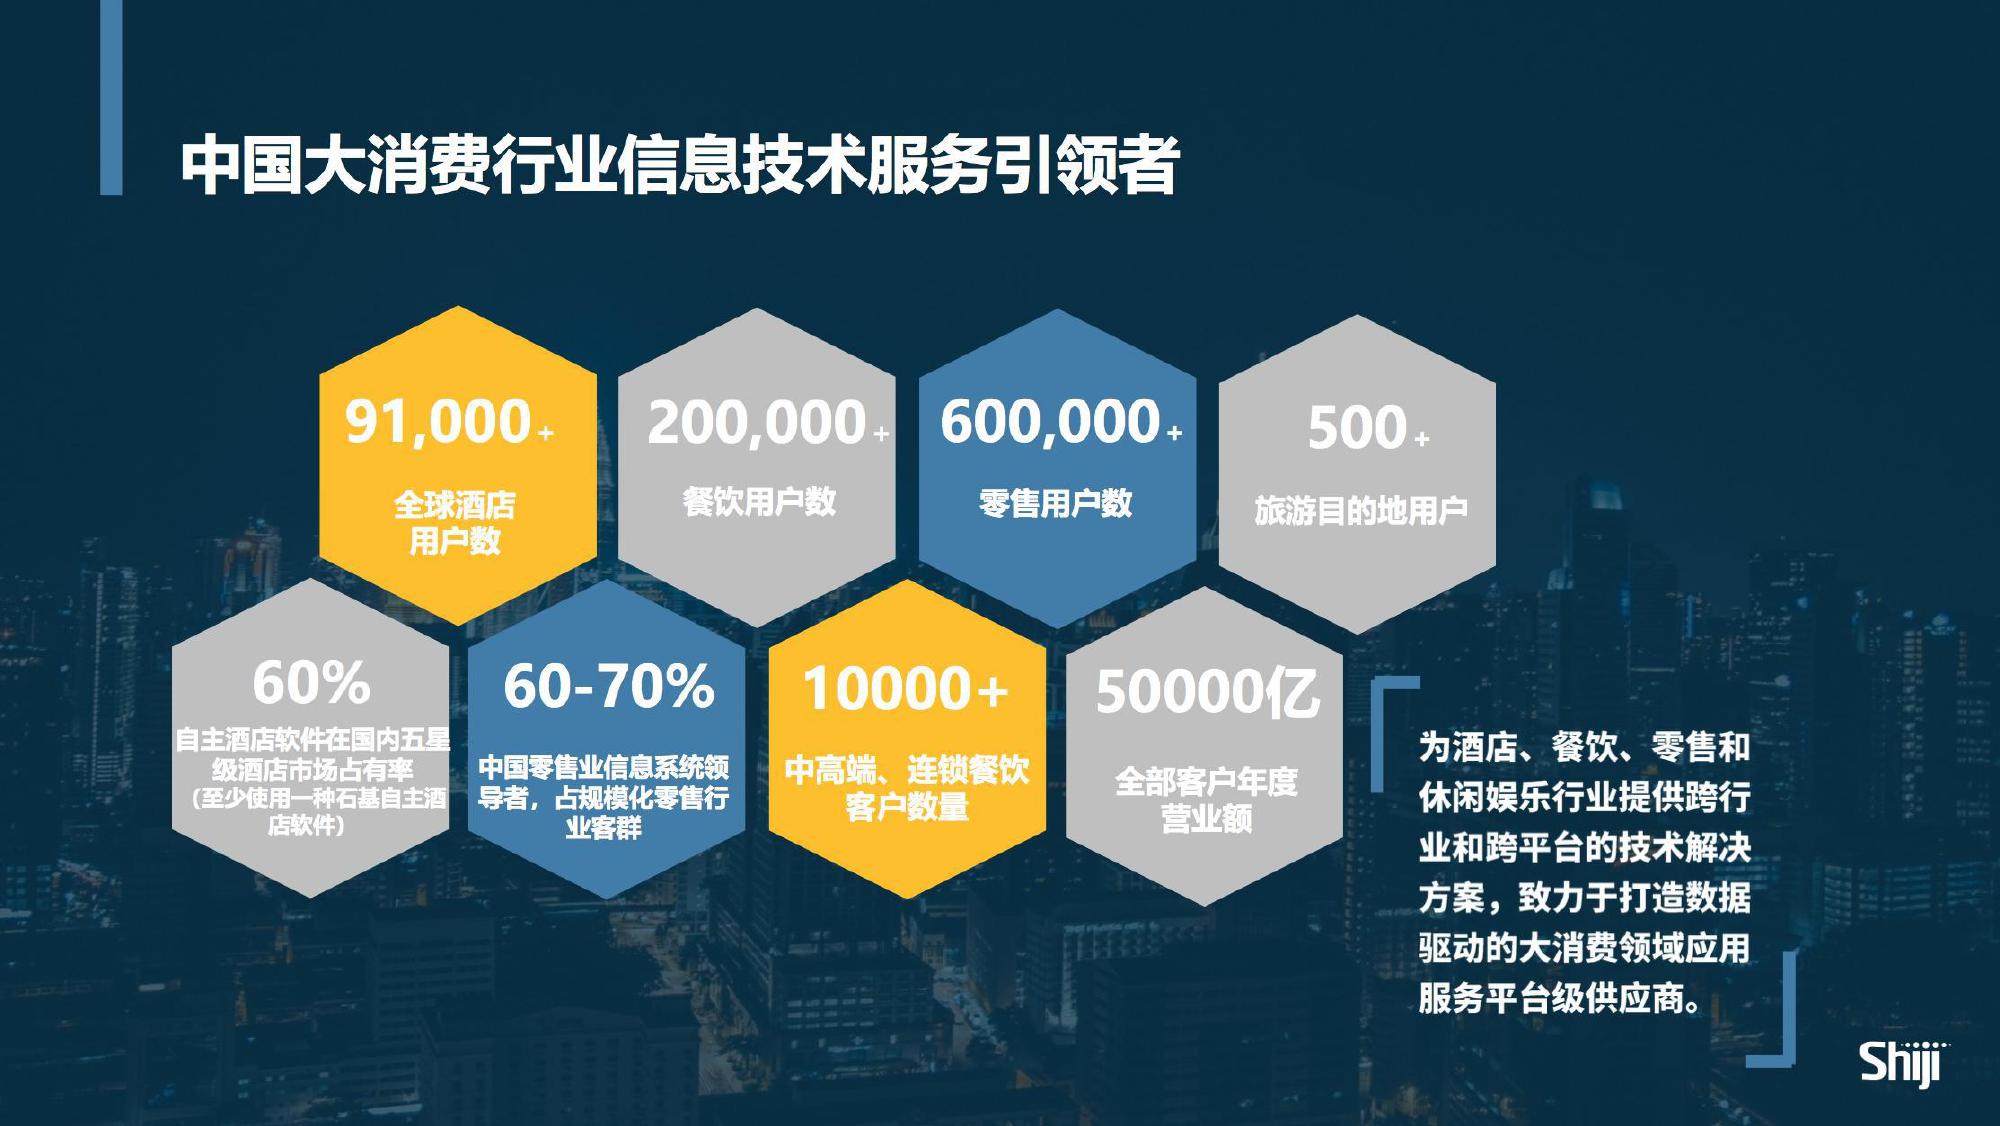 中国大消费行业信息技术服务引领者
91,000+
全球酒店
用户数
200,000+
餐饮用户数
600,000+
零售用户数
500+
旅游目的地用户
60%
自主酒店软件在国内五星
级酒店市场占有率
（至少使用一种石基自主酒
店软件）
60-70%
中国零售业信息系统领
导者，占规模化零售行
业客群
10000+
中高端、连锁餐饮
客户数量
50000亿
全部客户年度
营业额
为酒店、餐饮、零售和
休闲娱乐行业提供跨行
业和跨平台的技术解决
方案，致力于打造数据
驱动的大消费领域应用
服务平台级供应商。
Shiji